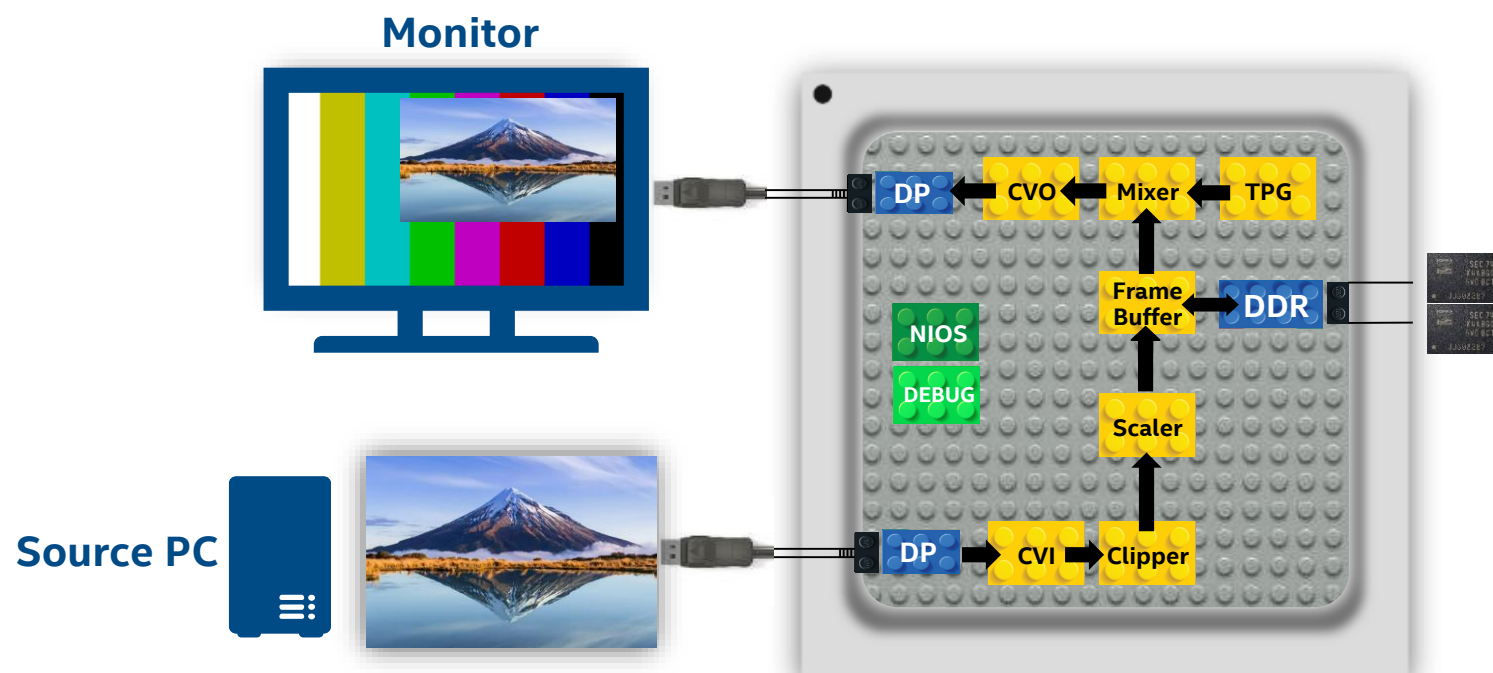 Monitor
DP
CVO
Mixer
TPG
Frame
Buffer
DDR
NIOS
DEBUG
Scaler
Source PC
DP
CVI
Clipper